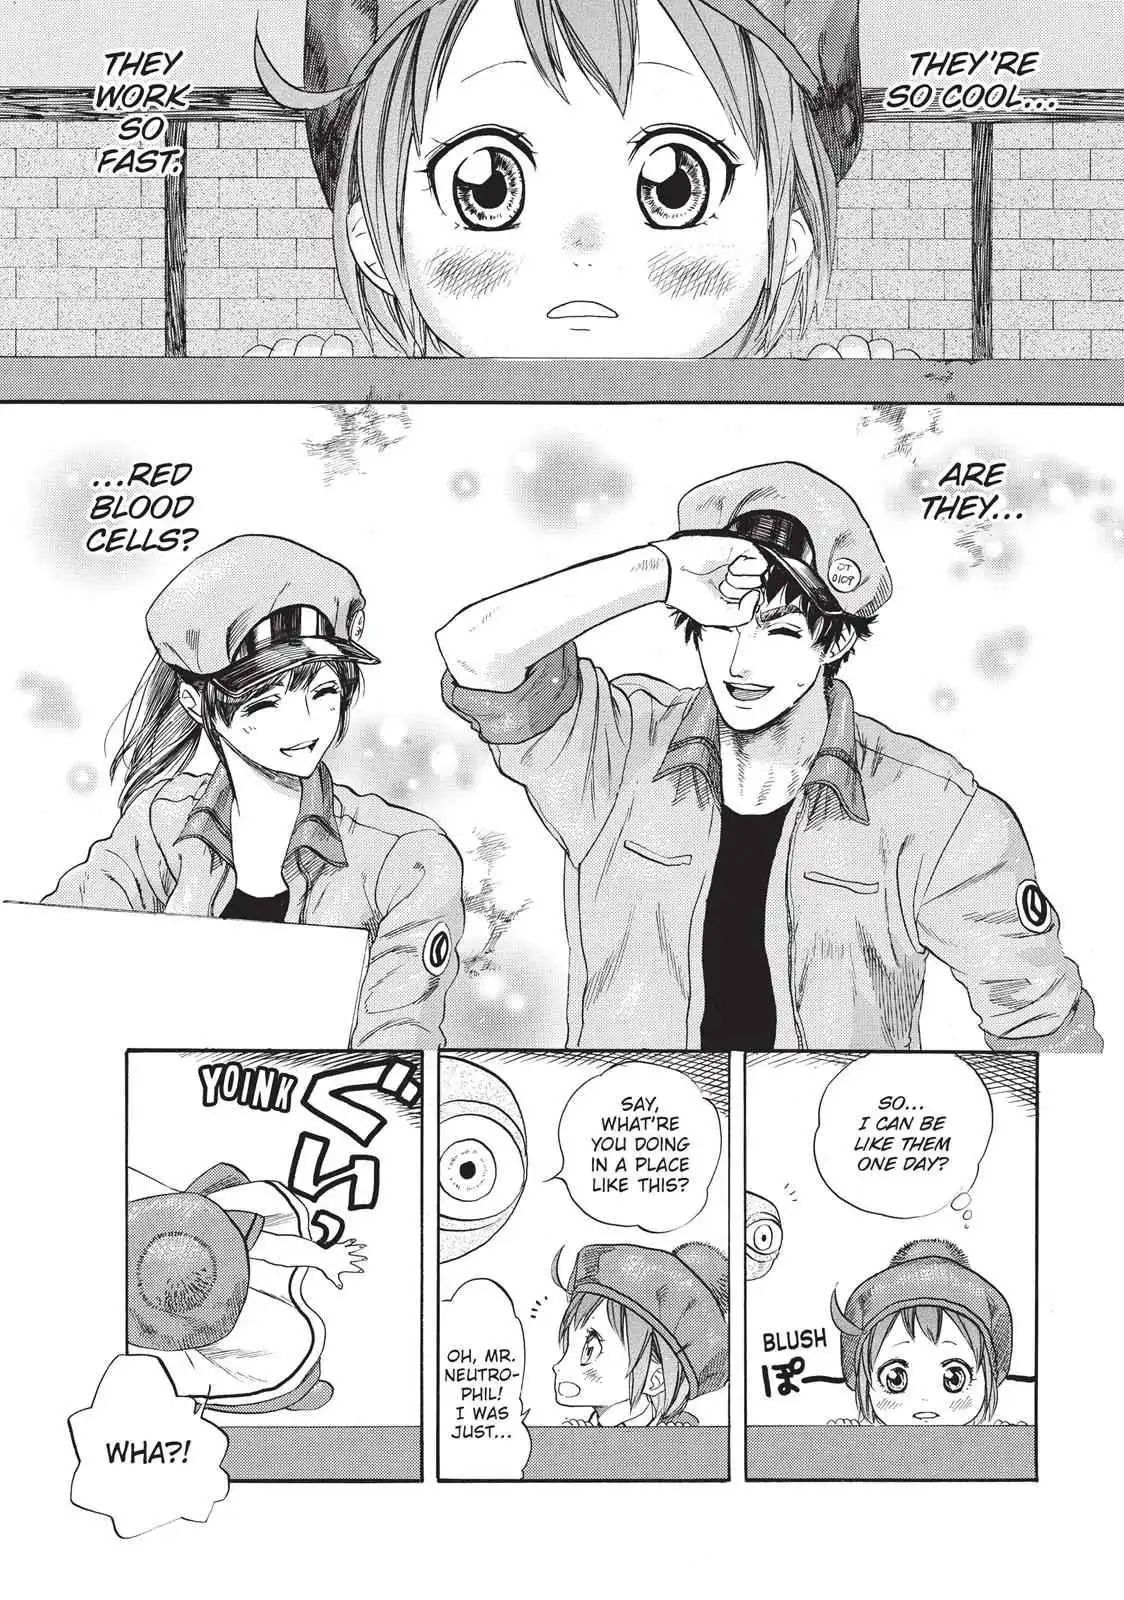 THEY'RE
SO COOL...
THEY
WORK
SO
FAST.
ARE
THEY...
...RED
BLOOD
CELLS?
DT
0109
SO...
I CAN BE
LIKE THEM
ONE DAY?
BLUSH
ぽー
SAY,
WHAT'RE
YOU DOING
IN A PLACE
LIKE THIS?
OH, MR.
NEUTRO-
PHIL!
I WAS
JUST...
YOINK
ぐいっ
WHA?!